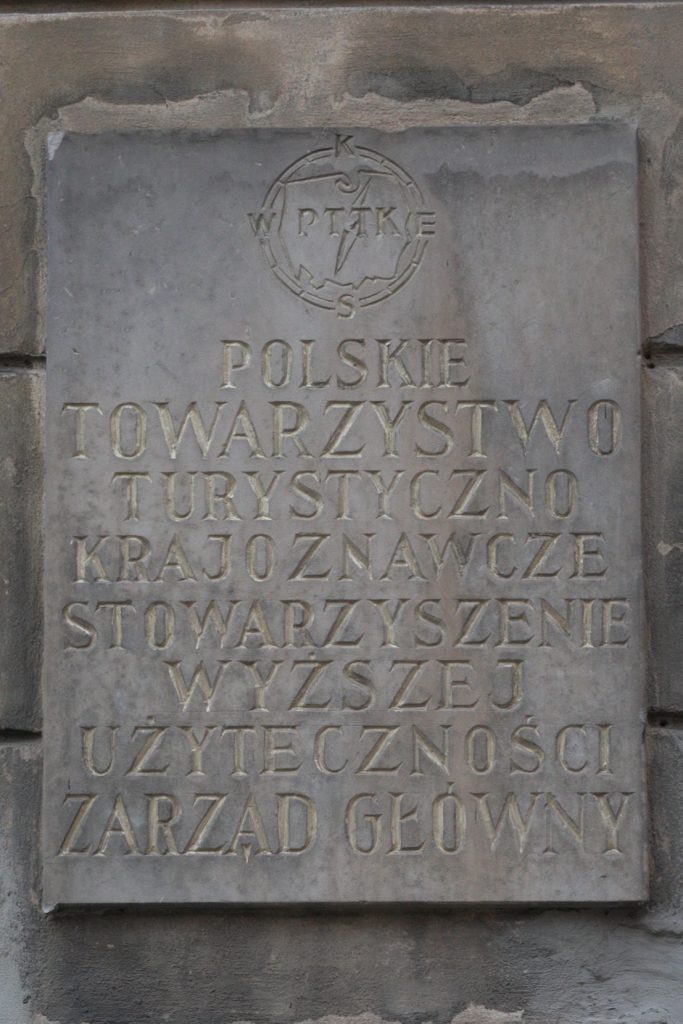 K
W PTTK E
S
POLSKIE
TOWARZYSTWO
TURYSTYCZNO
KRAJOZNAWCZE
STOWARZYSZENIE
WYŻSZEJ
UŻYTECZNOŚCI
ZARZĄD GŁÓWNY